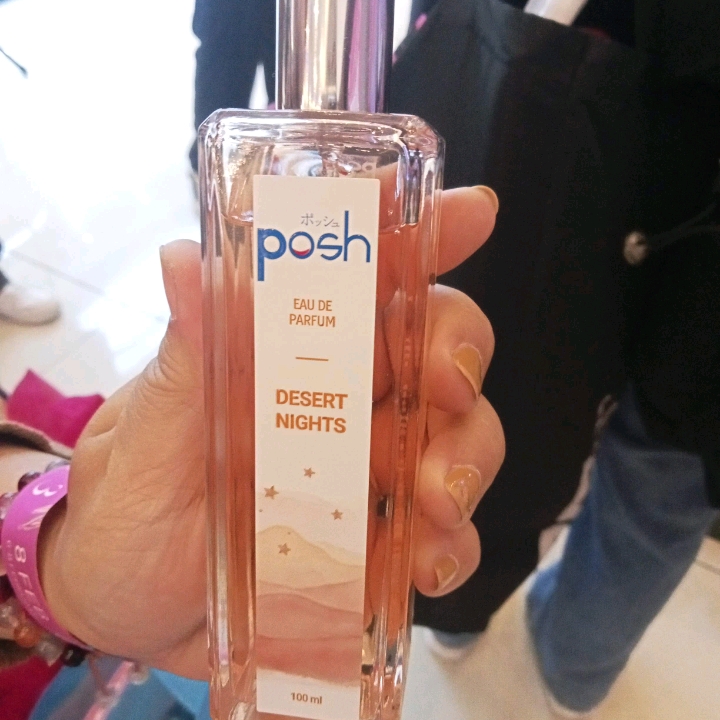 ポッシュ
posh
EAU DE
PARFUM
DESERT
NIGHTS
100 ml